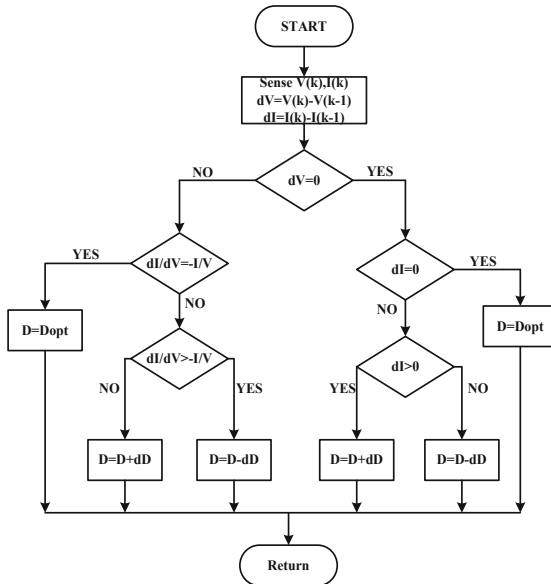 START
Sense V(k),I(k)
dV=V(k)-V(k-1)
dI=I(k)-I(k-1)
NO
dV=0
YES
YES
dI/dV=-I/V
NO
dI=0
YES
NO
D=Dopt
D=Dopt
dI/dV>-I/V
NO
YES
dI>0
YES
NO
D=D+dD
D=D-dD
D=D+dD
D=D-dD
Return